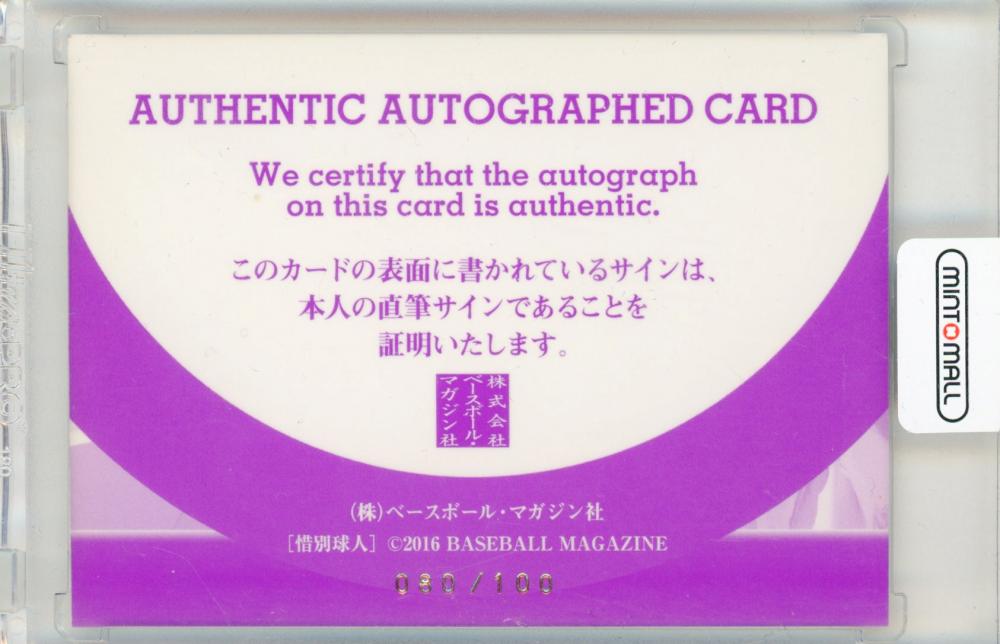 AUTHENTIC AUTOGRAPHED CARD
We certify that the autograph
on this card is authentic.
このカードの表面に書かれているサインは、
本人の直筆サインであることを
証明いたします。
株式会社
ベースボール・
マガジン社
(株)ベースボール・マガジン社
[惜別球人] ©2016 BASEBALL MAGAZINE
080/100
MINTMALL